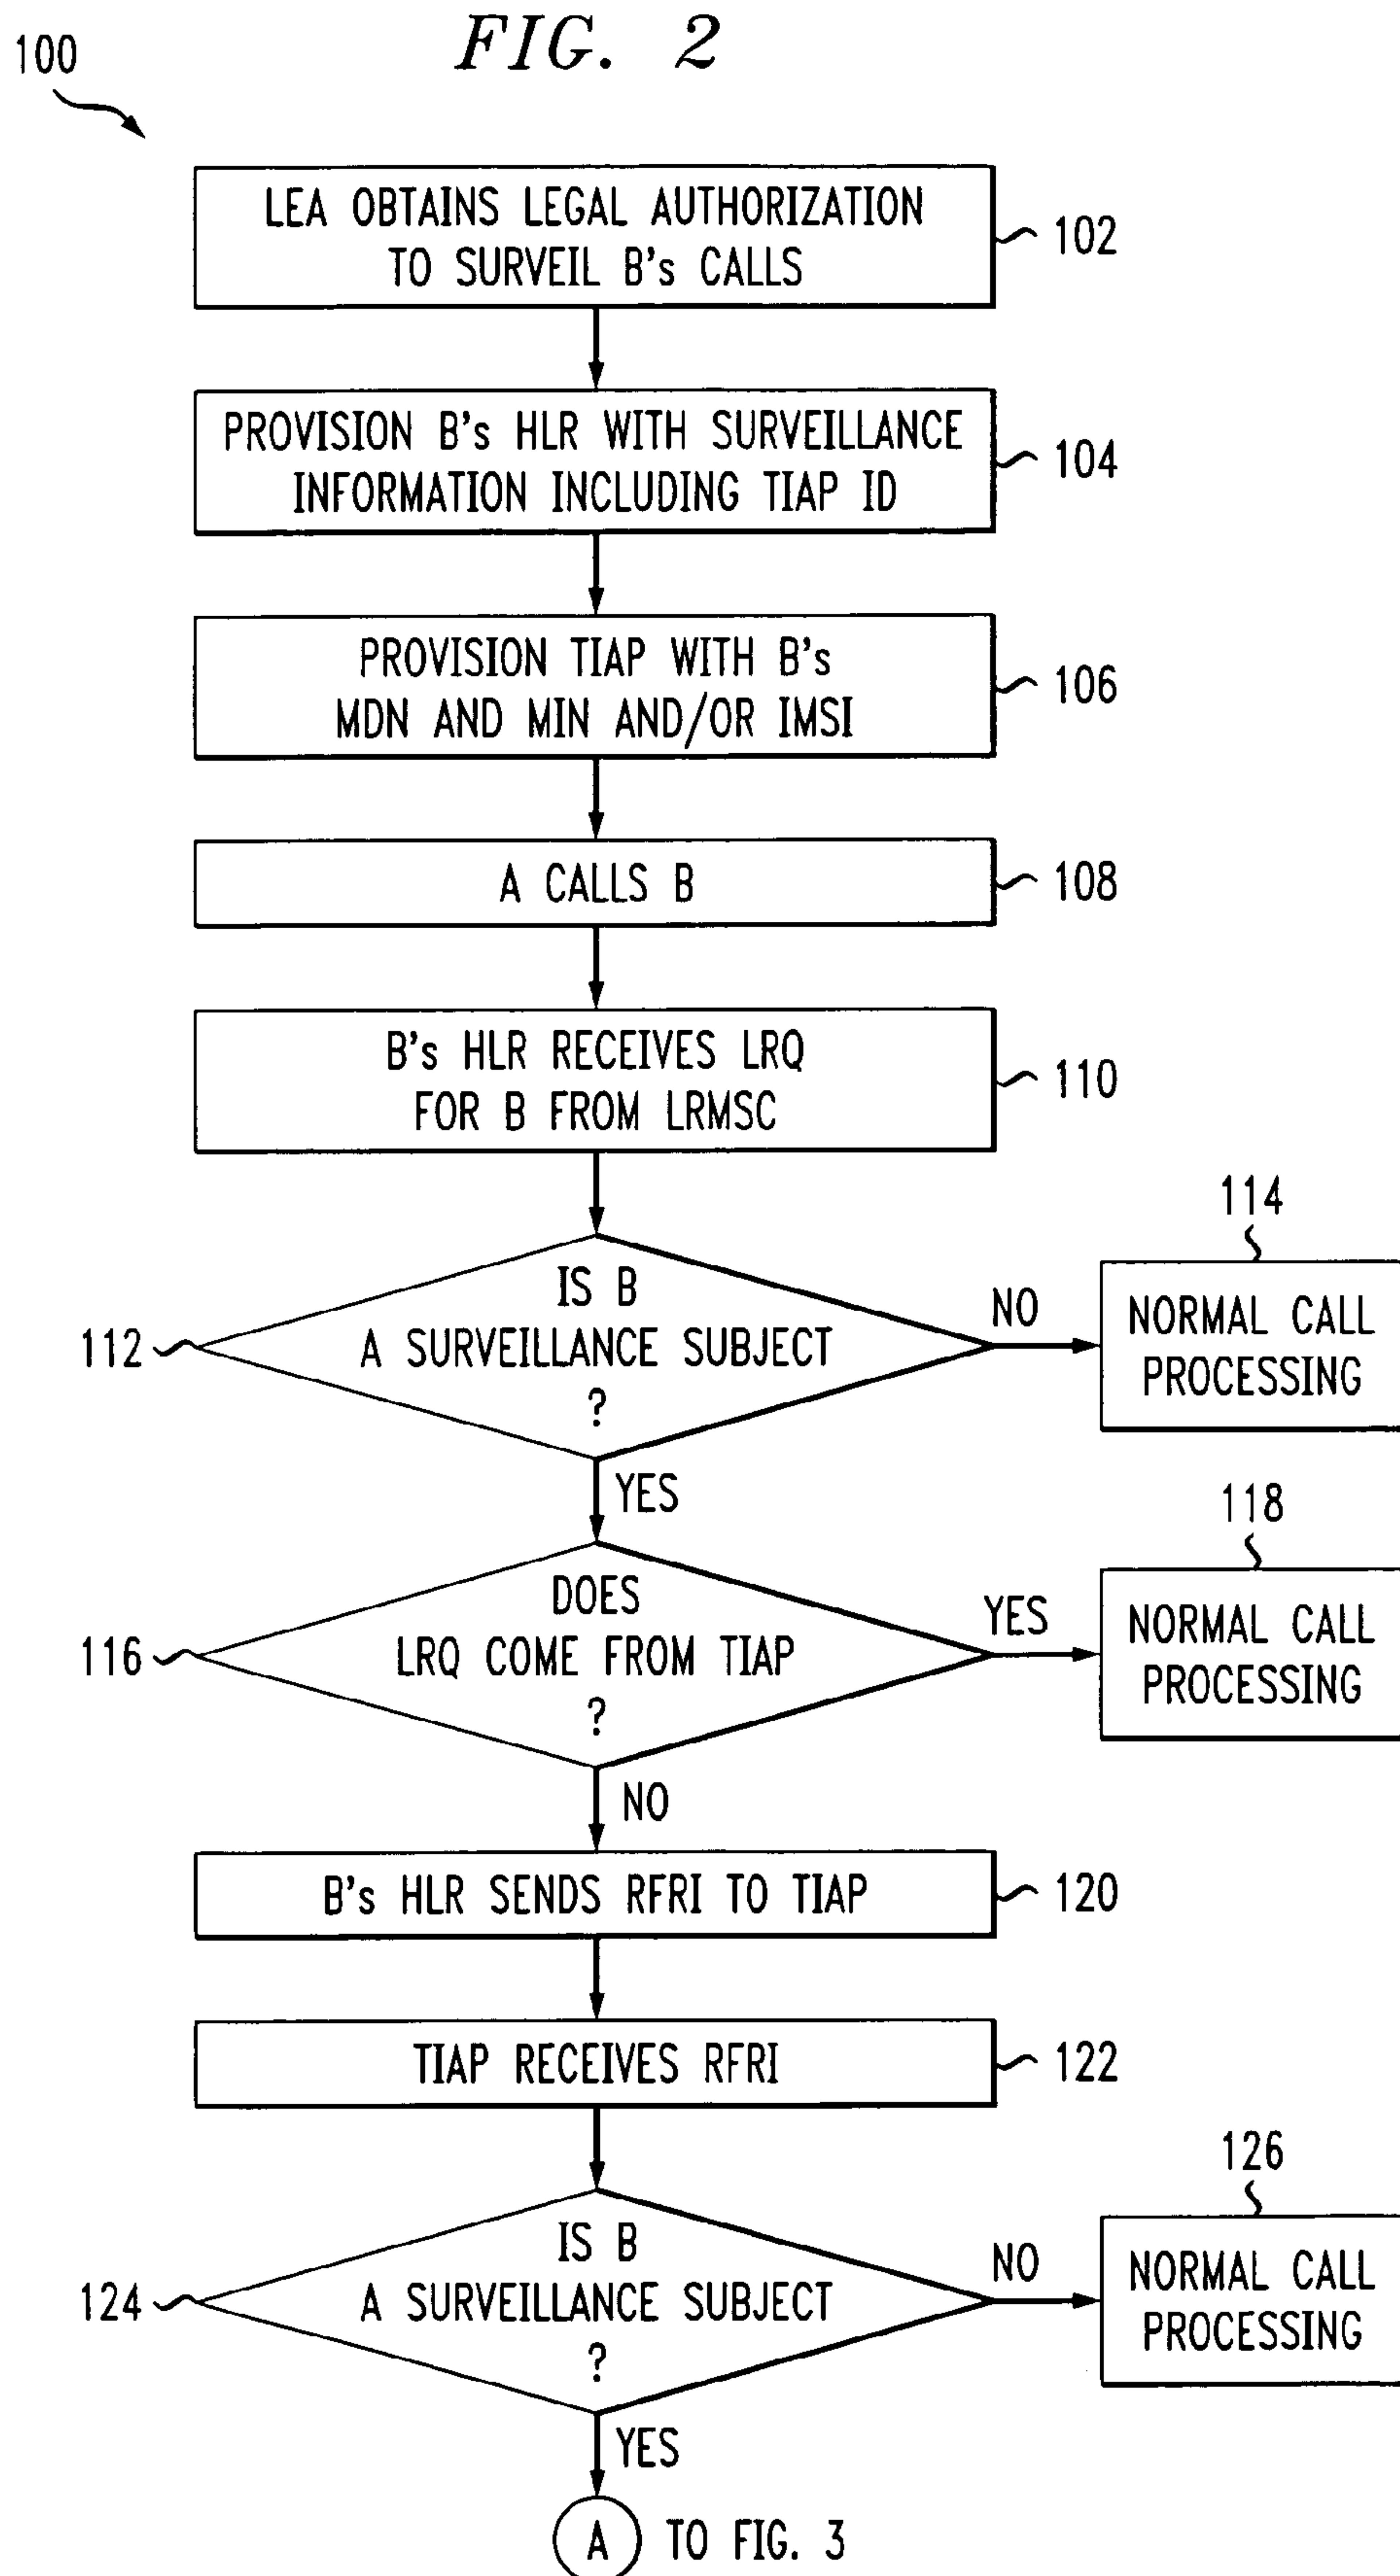 FIG. 2
100
LEA OBTAINS LEGAL AUTHORIZATION
TO SURVEIL B's CALLS
102
PROVISION B's HLR WITH SURVEILLANCE
INFORMATION INCLUDING TIAP ID
104
PROVISION TIAP WITH B's
MDN AND MIN AND/OR IMSI
106
A CALLS B
108
B's HLR RECEIVES LRQ
FOR B FROM LRMSC
110
IS B
A SURVEILLANCE SUBJECT
?
112
NO
114
NORMAL CALL
PROCESSING
YES
DOES
LRQ COME FROM TIAP
?
116
YES
118
NORMAL CALL
PROCESSING
NO
B's HLR SENDS RFRI TO TIAP
120
TIAP RECEIVES RFRI
122
IS B
A SURVEILLANCE SUBJECT
?
124
NO
126
NORMAL CALL
PROCESSING
YES
A TO FIG. 3